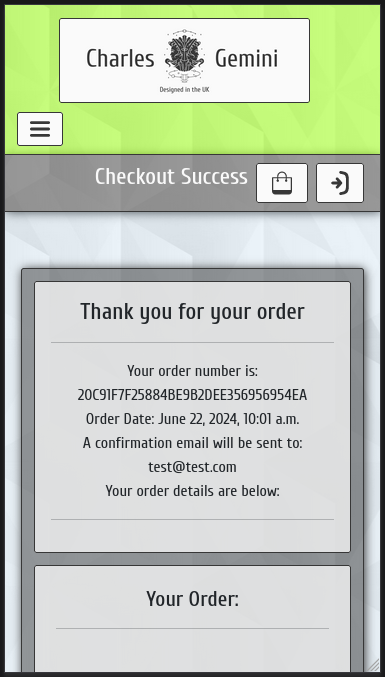 Charles Gemini
Designed in the UK
Checkout Success
Thank you for your order
Your order number is:
20C91F7F25884BE9B2DEE356956954EA
Order Date: June 22, 2024, 10:01 a.m.
A confirmation email will be sent to:
test@test.com
Your order details are below:
Your Order: